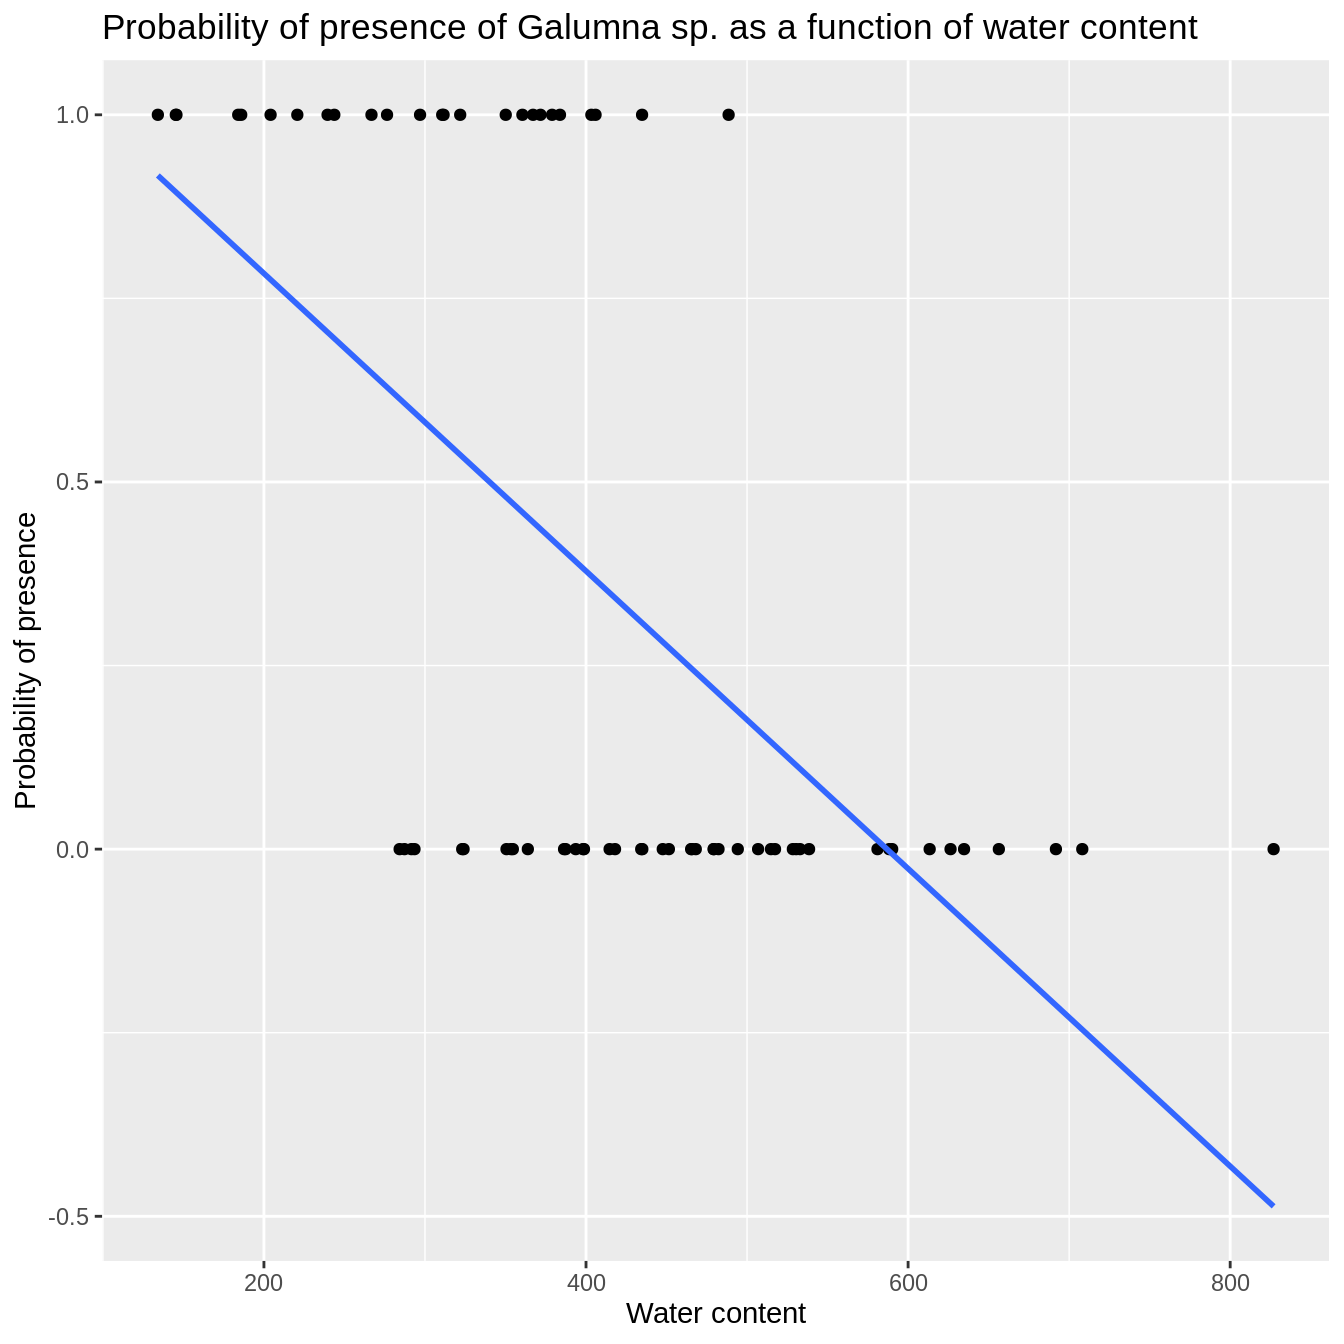 Probability of presence of Galumna sp. as a function of water content
Probability of presence
1.0
0.5
0.0
-0.5
200 400 600 800
Water content